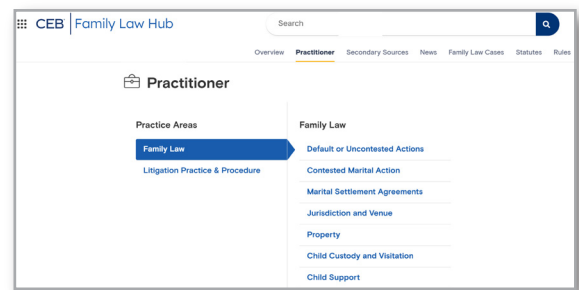 CEB® Family Law Hub
Search
Overview Practitioner Secondary Sources News Family Law Cases Statutes Rules
Practitioner
Practice Areas
Family Law
Litigation Practice & Procedure
Family Law
Default or Uncontested Actions
Contested Marital Action
Marital Settlement Agreements
Jurisdiction and Venue
Property
Child Custody and Visitation
Child Support